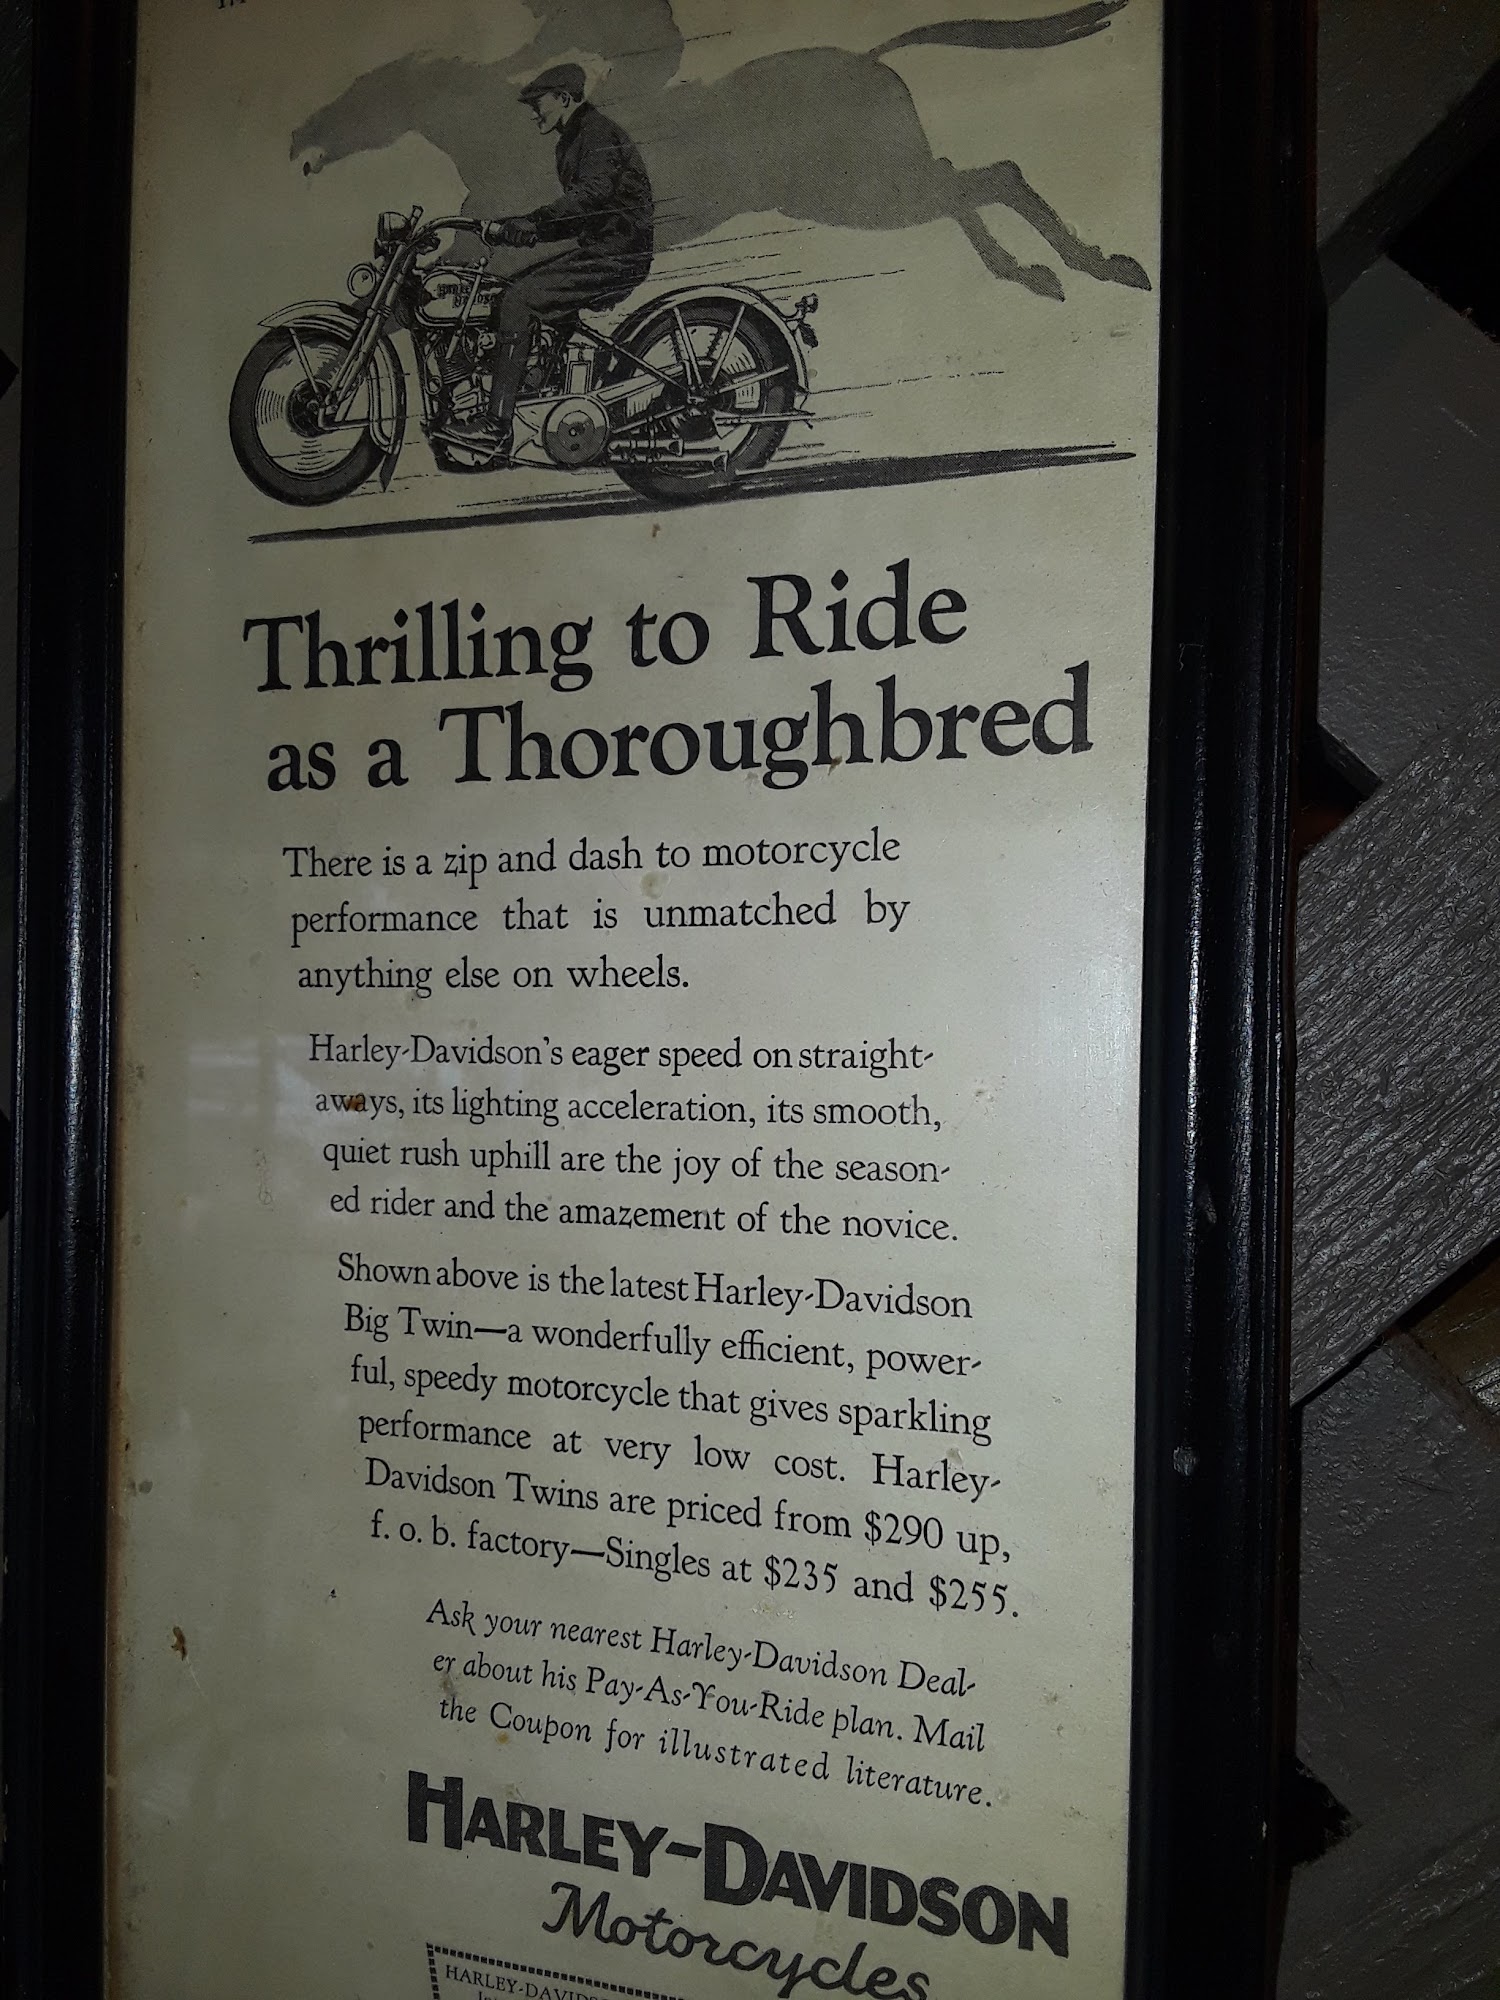 Harley Davidson
Thrilling to Ride
as a Thoroughbred
There is a zip and dash to motorcycle
performance that is unmatched by
anything else on wheels.
Harley-Davidson's eager speed on straight-
aways, its lighting acceleration, its smooth,
quiet rush uphill are the joy of the season-
ed rider and the amazement of the novice.
Shown above is the latest Harley-Davidson
Big Twin—a wonderfully efficient, power-
ful, speedy motorcycle that gives sparkling
performance at very low cost. Harley-
Davidson Twins are priced from $290 up,
f. o. b. factory—Singles at $235 and $255.
Ask your nearest Harley-Davidson Deal-
er about his Pay-As-You-Ride plan. Mail
the Coupon for illustrated literature.
HARLEY-DAVIDSON
Motorcycles
HARLEY-DAVIDS